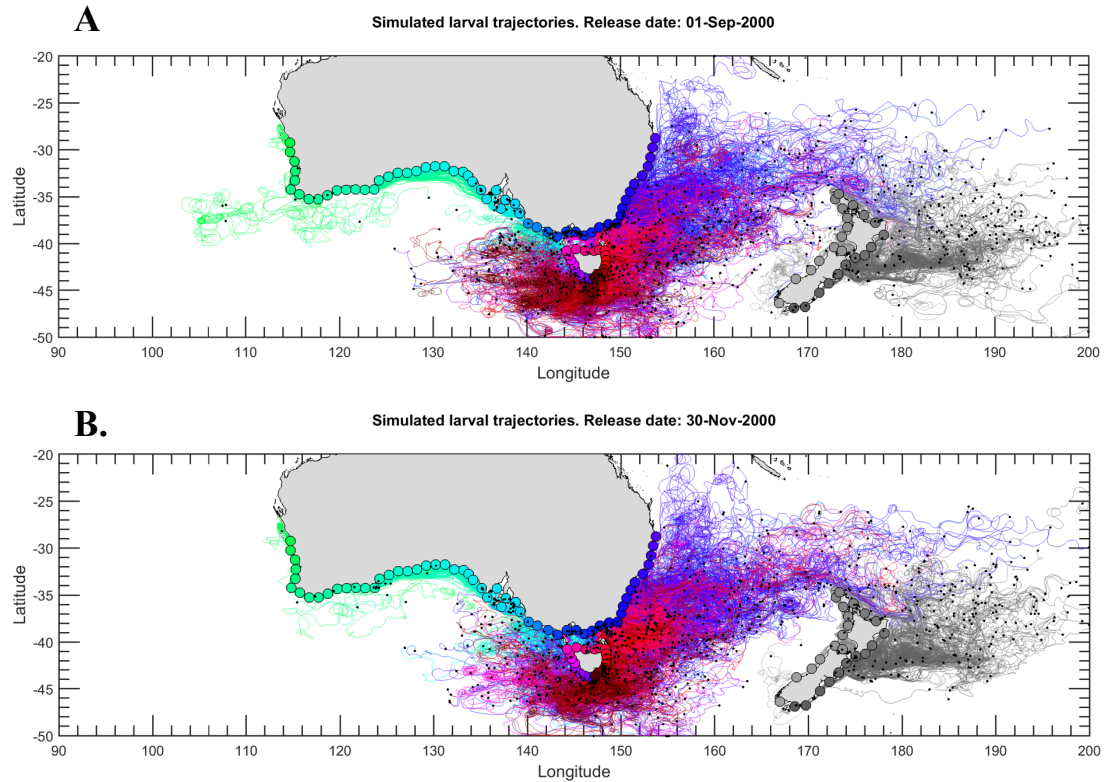 A
Simulated larval trajectories. Release date: 01-Sep-2000
-20
-25
-30
-35
-40
-45
-50
Latitude
90 100 110 120 130 140 150 160 170 180 190 200
Longitude
B.
Simulated larval trajectories. Release date: 30-Nov-2000
-20
-25
-30
-35
-40
-45
-50
Latitude
90 100 110 120 130 140 150 160 170 180 190 200
Longitude